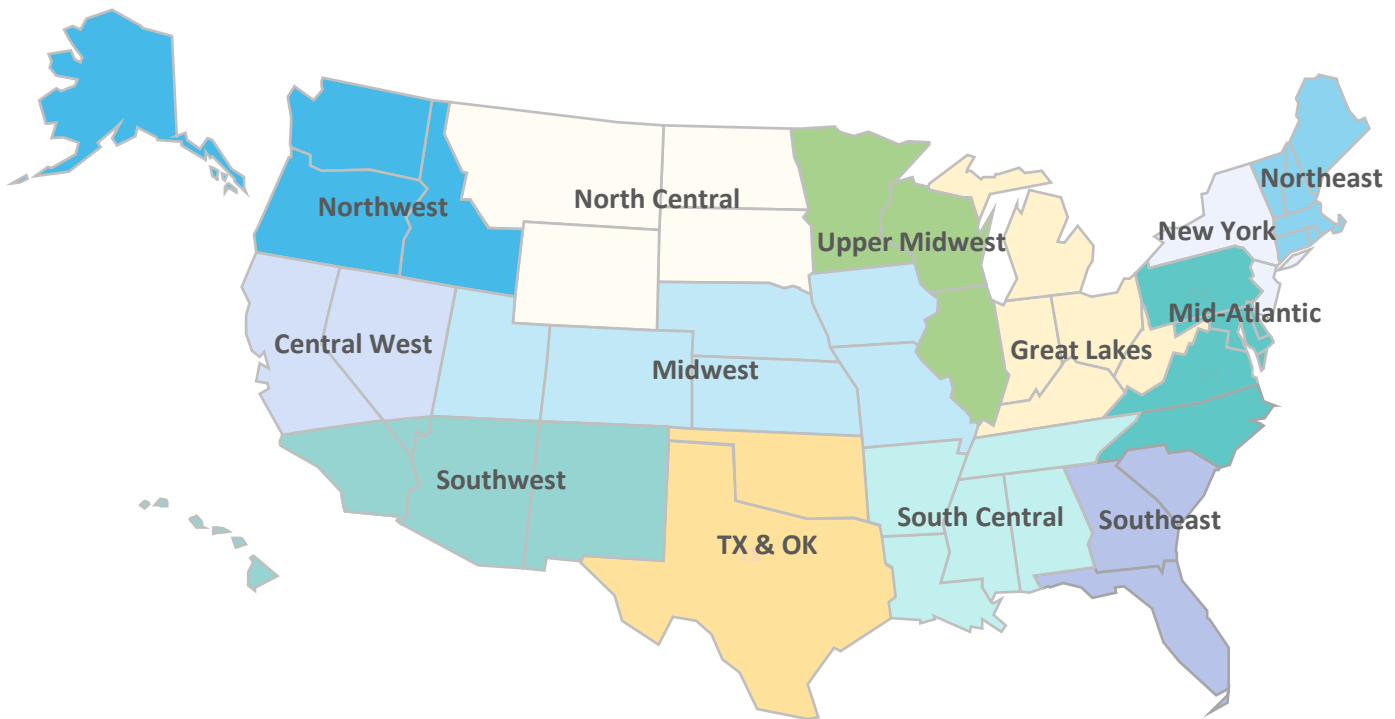 Northeast
North Central
Northwest
New York
Upper Midwest
Mid-Atlantic
Central West
Great Lakes
Midwest
Southwest
South Central
Southeast
TX & OK